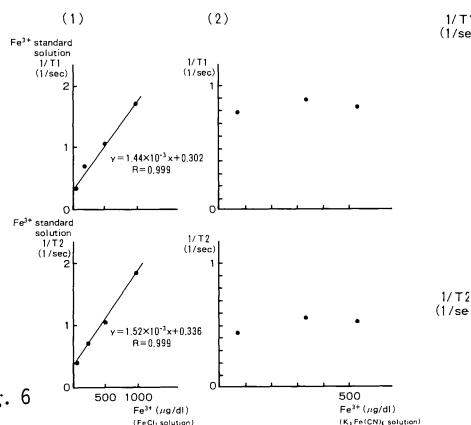 (1)
(2)
Fe³⁺ standard
solution
1/T1
(1/sec)
2
1
0
y=1.44×10⁻³x+0.302
R=0.999
1/T1
(1/sec)
1
0
1/T
(1/se
Fe³⁺ standard
solution
1/T2
(1/sec)
2
1
0
y=1.52×10⁻³x+0.336
R=0.999
500 1000
Fe³⁺ (μg/dl)
(FeCl₃ solution)
1/T2
(1/sec)
1
0
500
Fe³⁺ (μg/dl)
(K₃Fe(CN)₆ solution)
1/T2
(1/se
. 6